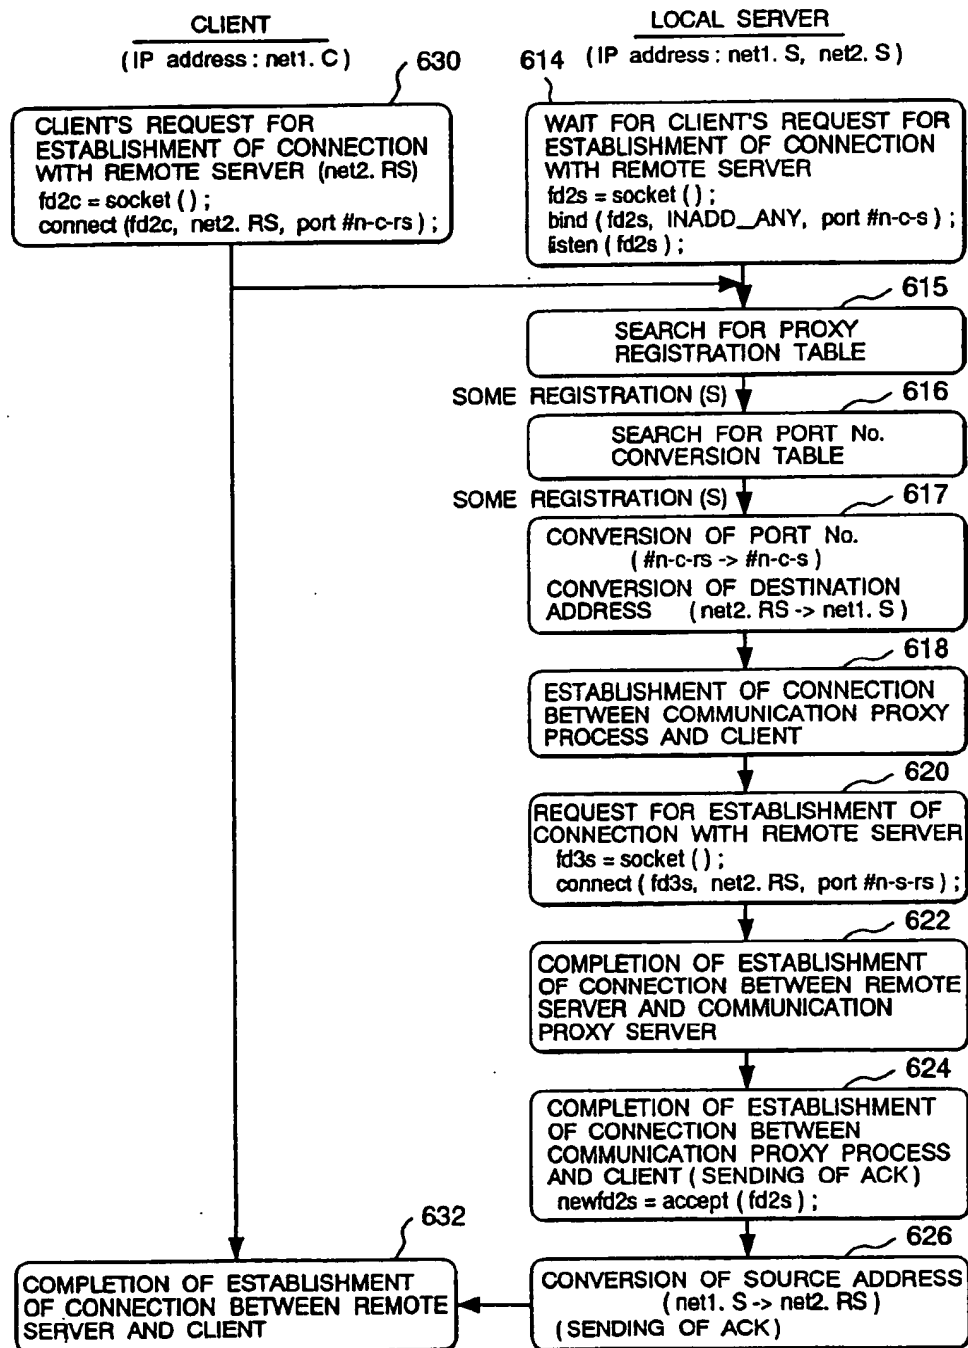 CLIENT
(IP address : net1. C)
630
CLIENT'S REQUEST FOR
ESTABLISHMENT OF CONNECTION
WITH REMOTE SERVER (net2. RS)
fd2c = socket ( ) ;
connect (fd2c, net2. RS, port #n-c-rs) ;
LOCAL SERVER
(IP address : net1. S, net2. S)
614
WAIT FOR CLIENT'S REQUEST FOR
ESTABLISHMENT OF CONNECTION
WITH REMOTE SERVER
fd2s = socket ( ) ;
bind (fd2s, INADD_ANY, port #n-c-s) ;
listen (fd2s) ;
615
SEARCH FOR PROXY
REGISTRATION TABLE
SOME REGISTRATION (S)
616
SEARCH FOR PORT No.
CONVERSION TABLE
SOME REGISTRATION (S)
617
CONVERSION OF PORT No.
(#n-c-rs -> #n-c-s)
CONVERSION OF DESTINATION
ADDRESS (net2. RS -> net1. S)
618
ESTABLISHMENT OF CONNECTION
BETWEEN COMMUNICATION PROXY
PROCESS AND CLIENT
620
REQUEST FOR ESTABLISHMENT OF
CONNECTION WITH REMOTE SERVER
fd3s = socket ( ) ;
connect (fd3s, net2. RS, port #n-s-rs) ;
622
COMPLETION OF ESTABLISHMENT
OF CONNECTION BETWEEN REMOTE
SERVER AND COMMUNICATION
PROXY SERVER
624
COMPLETION OF ESTABLISHMENT
OF CONNECTION BETWEEN
COMMUNICATION PROXY PROCESS
AND CLIENT (SENDING OF ACK)
newfd2s = accept (fd2s) ;
626
CONVERSION OF SOURCE ADDRESS
(net1. S -> net2. RS)
(SENDING OF ACK)
632
COMPLETION OF ESTABLISHMENT
OF CONNECTION BETWEEN REMOTE
SERVER AND CLIENT